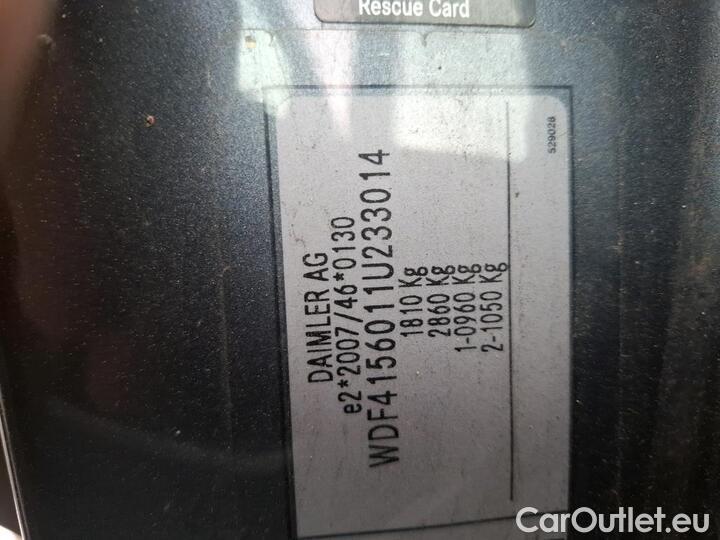 Rescue Card
DAIMLER AG
e2*2007/46*0130
WDF4156011U233014
1810 Kg
2860 Kg
1-0960 Kg
2-1050 Kg
529028
CarOutlet.eu